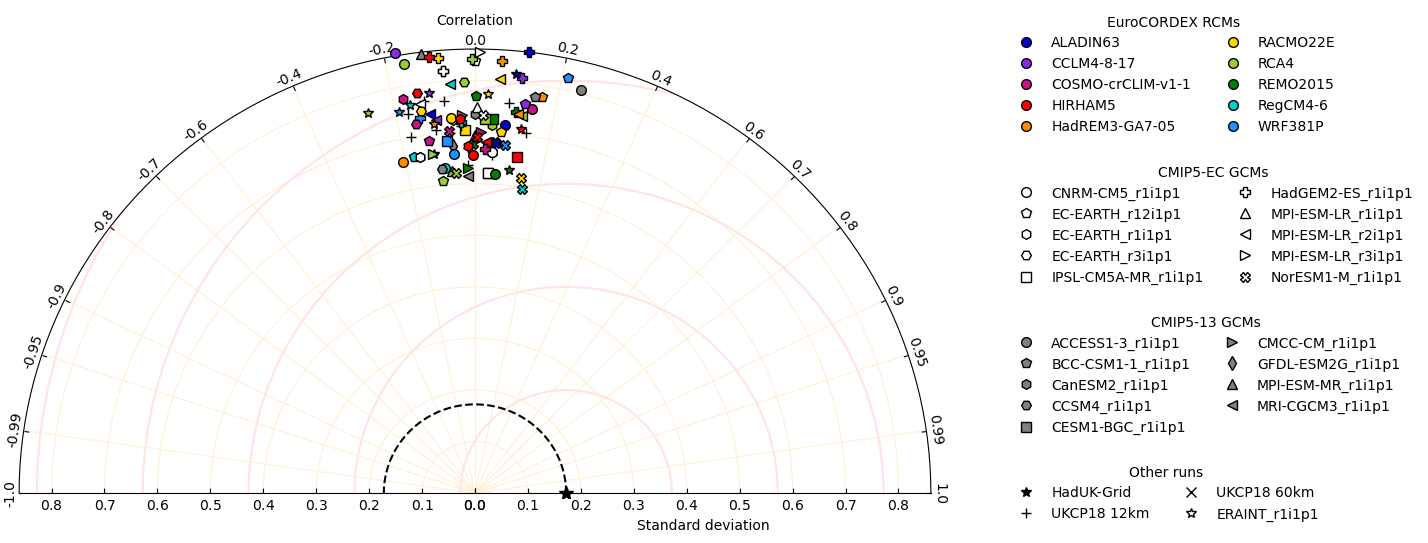 Correlation
-1.0
-0.99
-0.95
-0.9
-0.8
-0.7
-0.6
-0.4
-0.2
0.0
0.2
0.4
0.6
0.7
0.8
0.9
0.95
0.99
1.0
0.8 0.7 0.6 0.5 0.4 0.3 0.2 0.1 0.0 0.1 0.2 0.3 0.4 0.5 0.6 0.7 0.8
Standard deviation
EuroCORDEX RCMs
ALADIN63 RACMO22E
CCLM4-8-17 RCA4
COSMO-crCLIM-v1-1 REMO2015
HIRHAM5 RegCM4-6
HadREM3-GA7-05 WRF381P
CMIP5-EC GCMs
CNRM-CM5_r1i1p1 HadGEM2-ES_r1i1p1
EC-EARTH_r12i1p1 MPI-ESM-LR_r1i1p1
EC-EARTH_r1i1p1 MPI-ESM-LR_r2i1p1
EC-EARTH_r3i1p1 MPI-ESM-LR_r3i1p1
IPSL-CM5A-MR_r1i1p1 NorESM1-M_r1i1p1
CMIP5-13 GCMs
ACCESS1-3_r1i1p1 CMCC-CM_r1i1p1
BCC-CSM1-1_r1i1p1 GFDL-ESM2G_r1i1p1
CanESM2_r1i1p1 MPI-ESM-MR_r1i1p1
CCSM4_r1i1p1 MRI-CGCM3_r1i1p1
CESM1-BGC_r1i1p1
Other runs
HadUK-Grid UKCP18 60km
UKCP18 12km ERAINT_r1i1p1